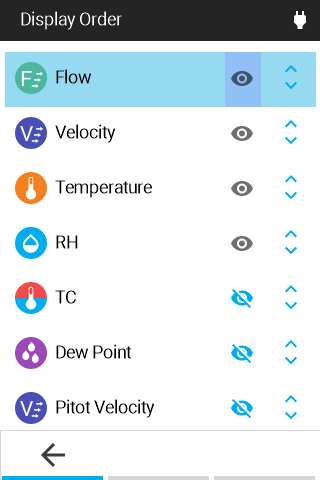 Display Order
F Flow
V Velocity
Temperature
RH
TC
Dew Point
V Pitot Velocity